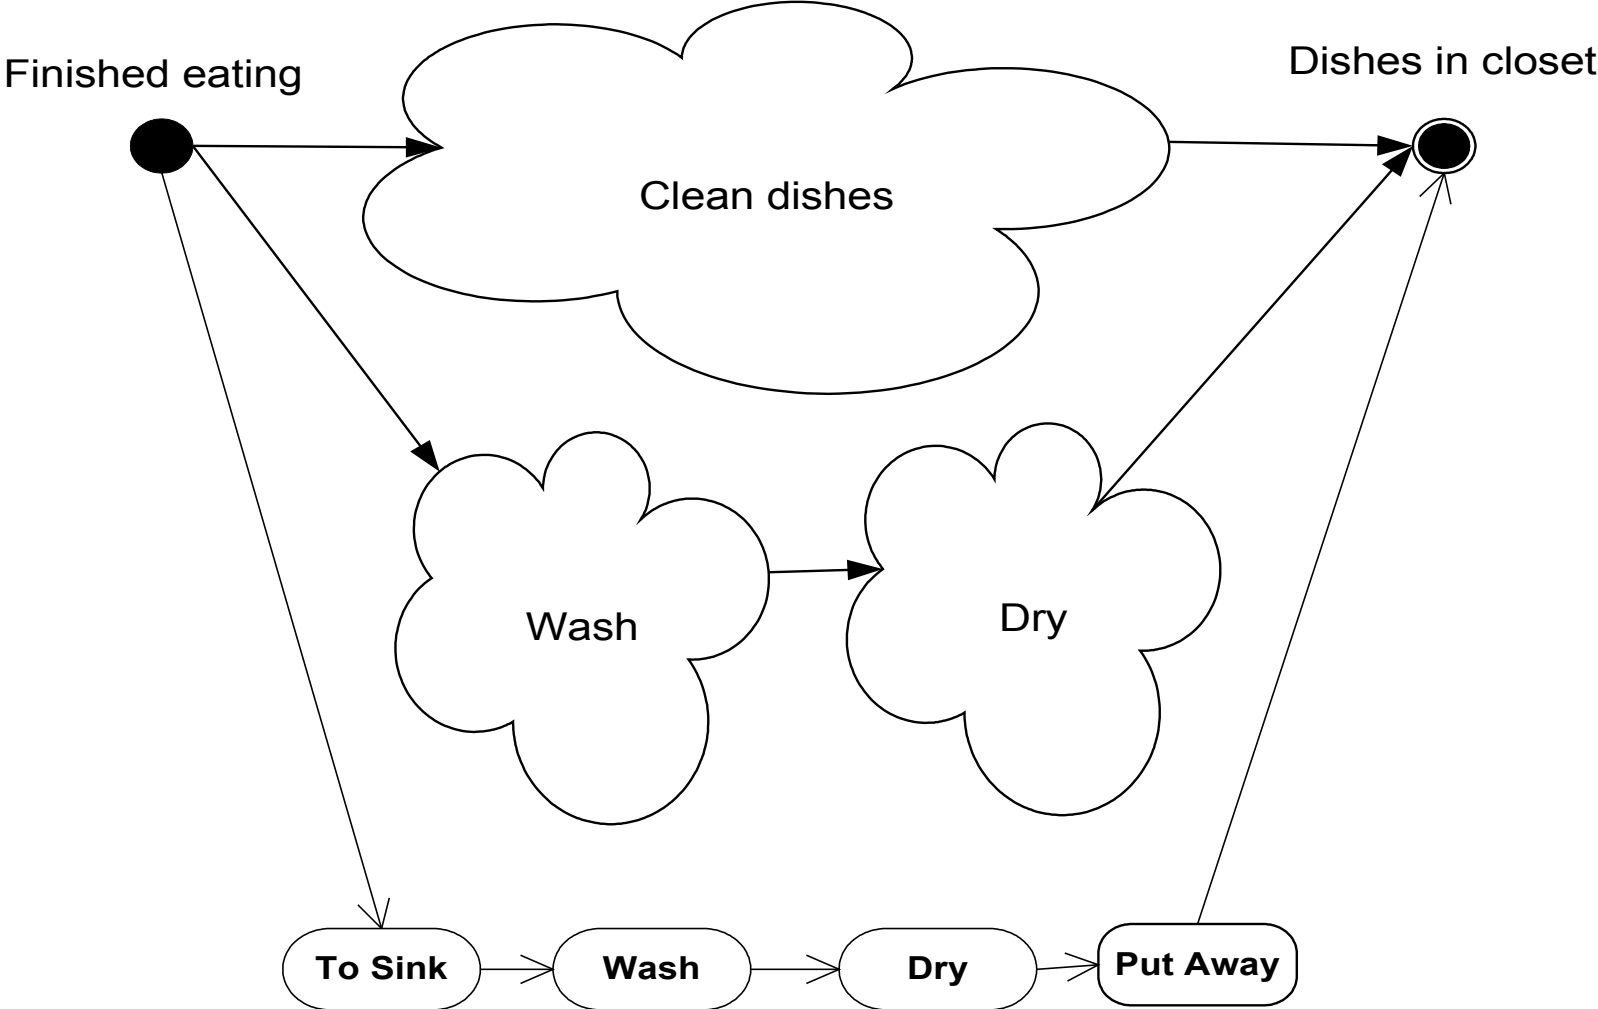 Finished eating
Dishes in closet
Clean dishes
Wash
Dry
To Sink
Wash
Dry
Put Away